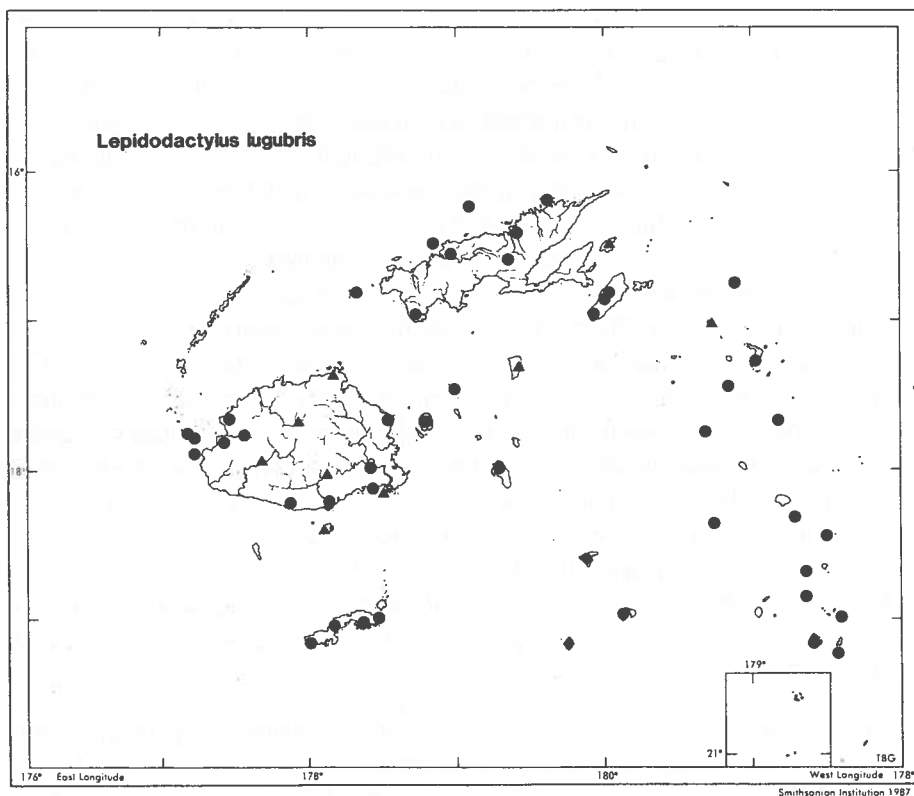 Lepidodactylus lugubris
16°
18°
179°
21°
TBG
176° East Longitude 178° 180° West Longitude 178°
Smithsonian Institution 1987